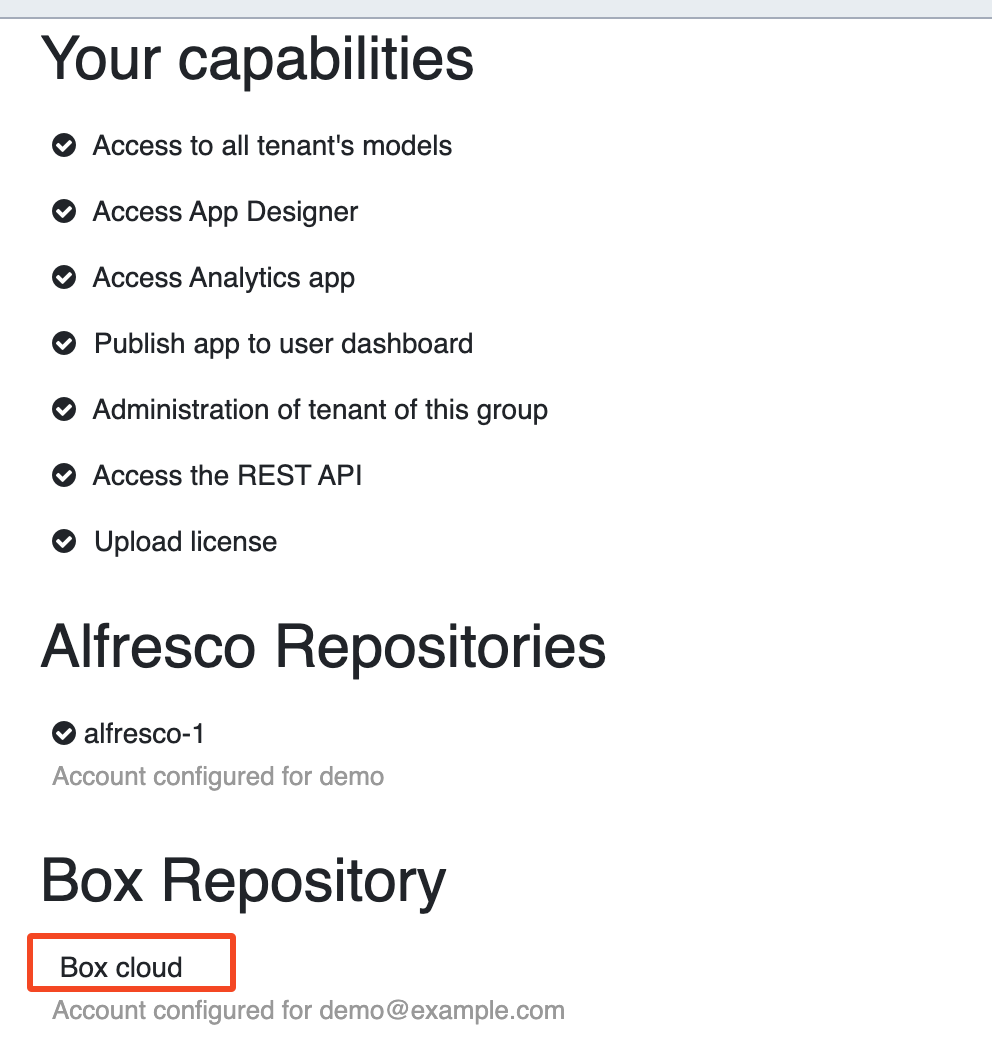 Your capabilities
Access to all tenant's models
Access App Designer
Access Analytics app
Publish app to user dashboard
Administration of tenant of this group
Access the REST API
Upload license
Alfresco Repositories
alfresco-1
Account configured for demo
Box Repository
Box cloud
Account configured for demo@example.com